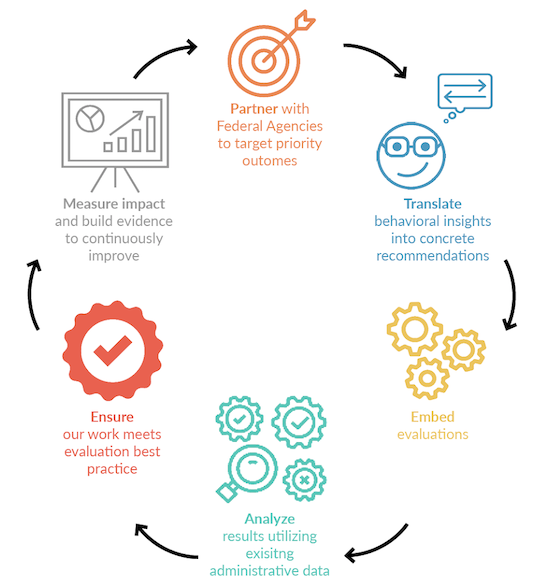 Partner with
Federal Agencies
to target priority
outomes
Translate
behavioral insights
into concrete
recommendations
Embed
evaluations
Analyze
results utilizing
exisitng
administrative data
Ensure
our work meets
evaluation best
practice
Measure impact
and build evidence
to continuously
improve